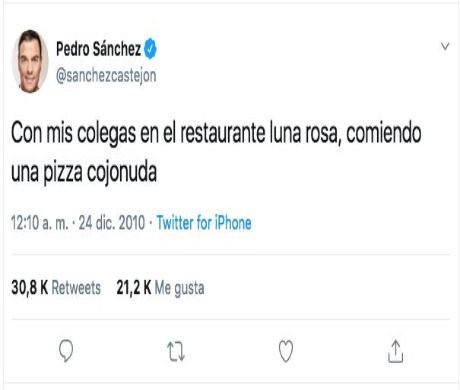 Pedro Sánchez
@sanchezcastejon
Con mis colegas en el restaurante luna rosa, comiendo
una pizza cojonuda
12:10 a. m. · 24 dic. 2010 · Twitter for iPhone
30,8 K Retweets 21,2 K Me gusta